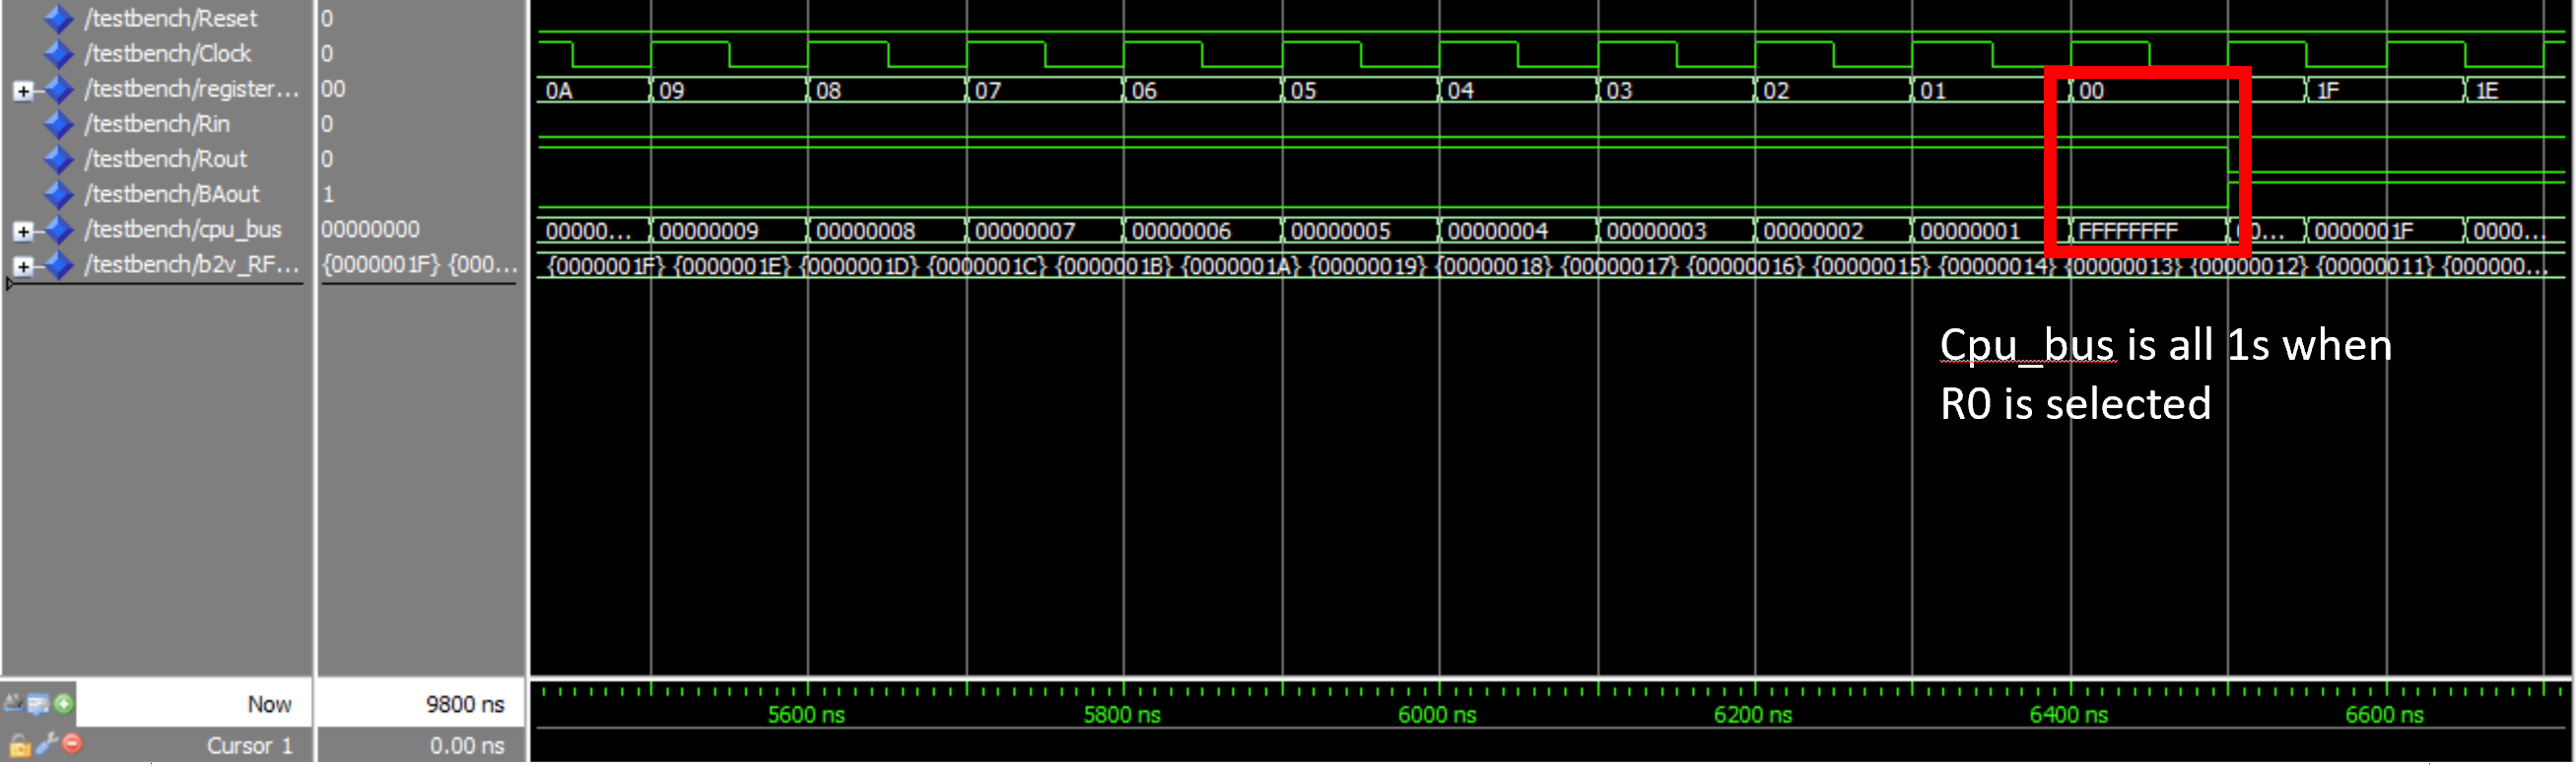 /testbench/Reset 0
/testbench/Clock 0
/testbench/register... 00 0A 09 08 07 06 05 04 03 02 01 00 1F 1E
/testbench/Rin 0
/testbench/Rout 0
/testbench/BAout 1
/testbench/cpu_bus 00000000 00000... 00000009 00000008 00000007 00000006 00000005 00000004 00000003 00000002 00000001 FFFFFFFF 00... 0000001F 0000...
/testbench/b2v_RF... {0000001F} {000... {0000001F} {0000001E} {0000001D} {0000001C} {0000001B} {0000001A} {00000019} {00000018} {00000017} {00000016} {00000015} {00000014} {00000013} {00000012} {00000011} {000000...
Cpu_bus is all 1s when
R0 is selected
Now 9800 ns 5600 ns 5800 ns 6000 ns 6200 ns 6400 ns 6600 ns
Cursor 1 0.00 ns